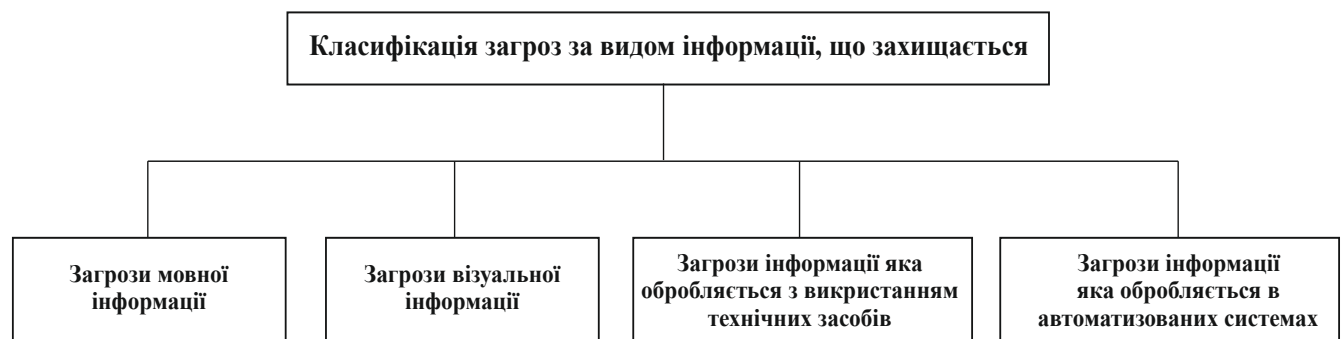 Класифікація загроз за видом інформації, що захищається
Загрози мовної
інформації
Загрози візуальної
інформації
Загрози інформації яка
обробляється з викристанням
технічних засобів
Загрози інформації
яка обробляється в
автоматизованих системах